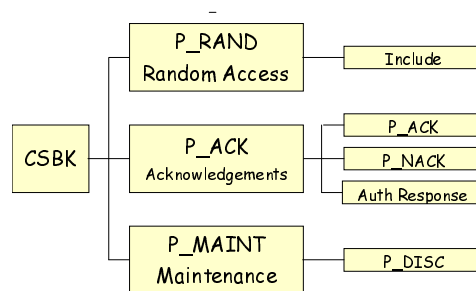 P_RAND
Random Access
Include
CSBK
P_ACK
Acknowledgements
P_ACK
P_NACK
Auth Response
P_MAINT
Maintenance
P_DISC